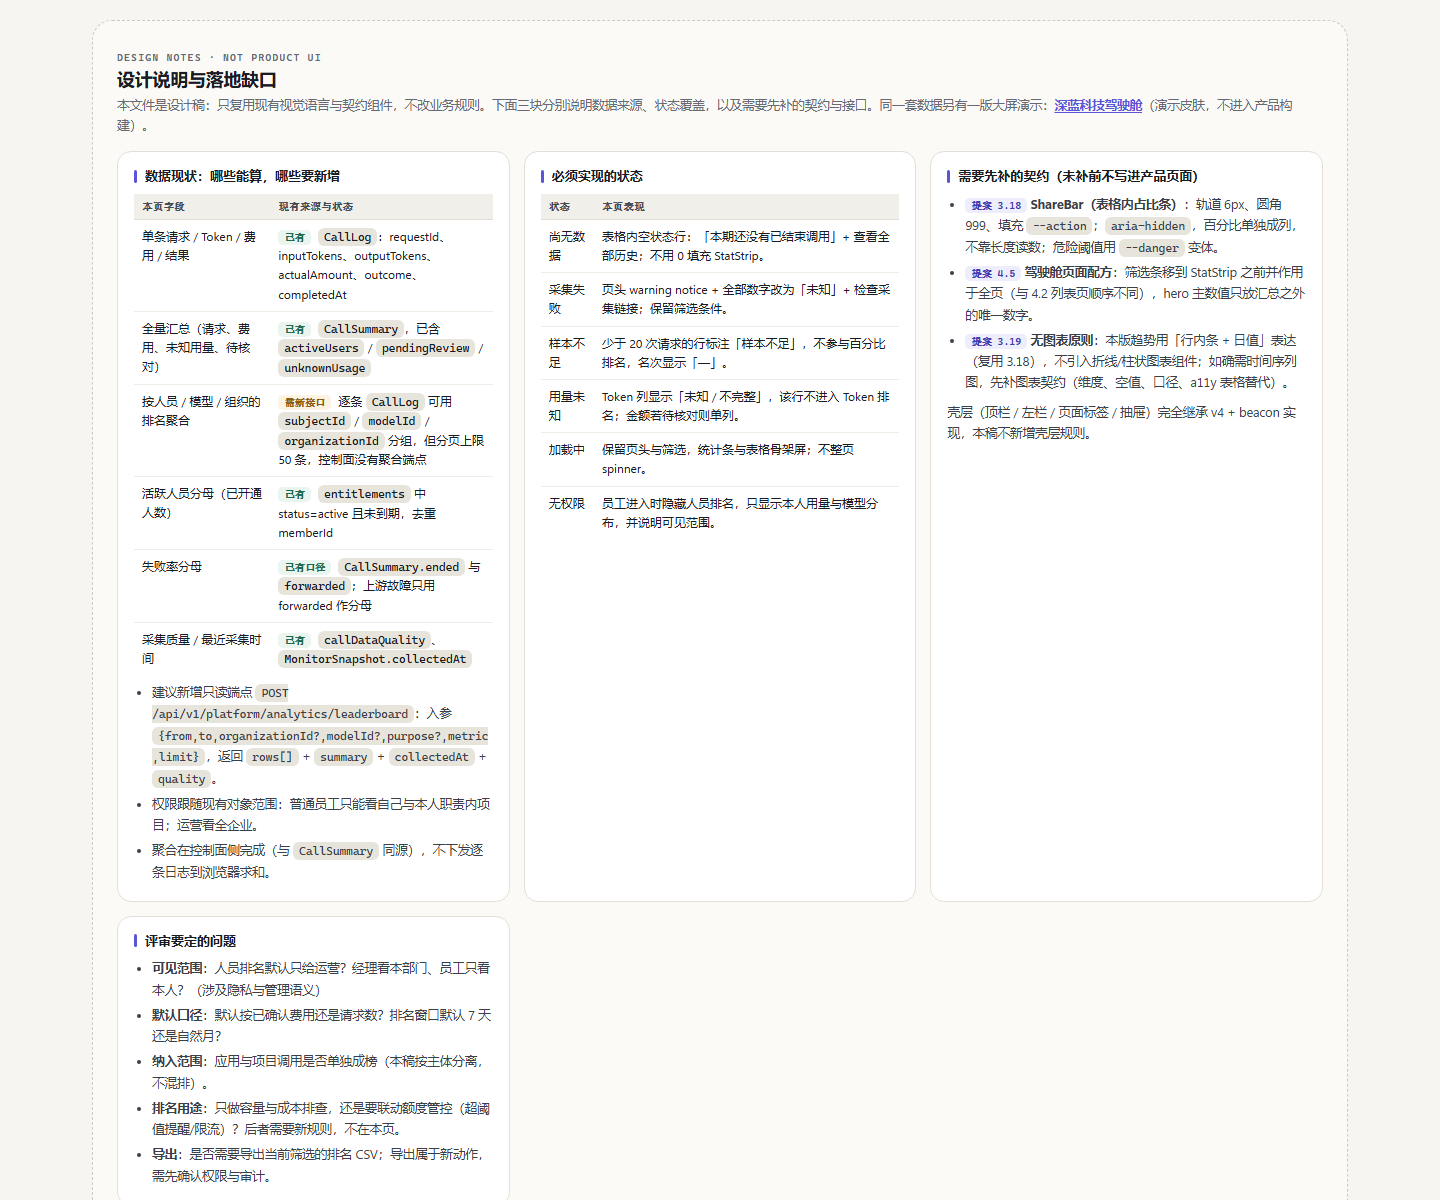 DESIGN NOTES · NOT PRODUCT UI
设计说明与落地缺口
本文件是设计稿：只复用现有视觉语言与契约组件，不改业务规则。下面三块分别说明数据来源、状态覆盖，以及需要先补的契约与接口。同一套数据另有一版大屏演示：深蓝科技驾驶舱（演示皮肤，不进入产品构
建）。
数据现状：哪些能算，哪些要新增
本页字段 现有来源与状态
单条请求 / Token / 费
用 / 结果
已有 CallLog：requestId、
inputTokens、outputTokens、
actualAmount、outcome、
completedAt
全量汇总（请求、费
用、未知用量、待核
对）
已有 CallSummary，已含
activeUsers / pendingReview /
unknownUsage
按人员 / 模型 / 组织的
排名聚合
需新接口 逐条 CallLog 可用
subjectId / modelId /
organizationId 分组，但分页上限
50 条，控制面没有聚合端点
活跃人员分母（已开通
人数）
已有 entitlements 中
status=active 且未到期，去重
memberId
失败率分母
已有口径 CallSummary.ended 与
forwarded；上游故障只用
forwarded 作分母
采集质量 / 最近采集时
间
已有 callDataQuality、
MonitorSnapshot.collectedAt
• 建议新增只读端点 POST
/api/v1/platform/analytics/leaderboard：入参
{from,to,organizationId?,modelId?,purpose?,metric
,limit}，返回 rows[] + summary + collectedAt +
quality。
• 权限跟随现有对象范围：普通员工只能看自己与本人职责内项
目；运营看全企业。
• 聚合在控制面侧完成（与 CallSummary 同源），不下发逐
条日志到浏览器求和。
必须实现的状态
状态 本页表现
尚无数
据
表格内空状态行：「本期还没有已结束调用」+ 查看全
部历史；不用 0 填充 StatStrip。
采集失
败
页头 warning notice + 全部数字改为「未知」+ 检查采
集链接；保留筛选条件。
样本不
足
少于 20 次请求的行标注「样本不足」，不参与百分比
排名，名次显示「—」。
用量未
知
Token 列显示「未知 / 不完整」，该行不进入 Token 排
名；金额若待核对则单列。
加载中
保留页头与筛选，统计条与表格骨架屏；不整页
spinner。
无权限
员工进入时隐藏人员排名，只显示本人用量与模型分
布，并说明可见范围。
需要先补的契约（未补前不写进产品页面）
• 提案 3.18 ShareBar（表格内占比条）：轨道 6px、圆角
999、填充 --action；aria-hidden，百分比单独成列，
不靠长度读数；危险阈值用 --danger 变体。
• 提案 4.5 驾驶舱页面配方：筛选条移到 StatStrip 之前并作用
于全页（与 4.2 列表页顺序不同），hero 主数值只放汇总之外
的唯一数字。
• 提案 3.19 无图表原则：本版趋势用「行内条 + 日值」表达
（复用 3.18），不引入折线/柱状图表组件；如确需时间序列
图，先补图表契约（维度、空值、口径、a11y 表格替代）。
壳层（顶栏 / 左栏 / 页面标签 / 抽屉）完全继承 v4 + beacon 实
现，本稿不新增壳层规则。
评审要定的问题
• 可见范围：人员排名默认只给运营？经理看本部门、员工只看
本人？（涉及隐私与管理语义）
• 默认口径：默认按已确认费用还是请求数？排名窗口默认 7 天
还是自然月？
• 纳入范围：应用与项目调用是否单独成榜（本稿按主体分离，
不混排）。
• 排名用途：只做容量与成本排查，还是要联动额度管控（超阈
值提醒/限流）？后者需要新规则，不在本页。
• 导出：是否需要导出当前筛选的排名 CSV；导出属于新动作，
需先确认权限与审计。